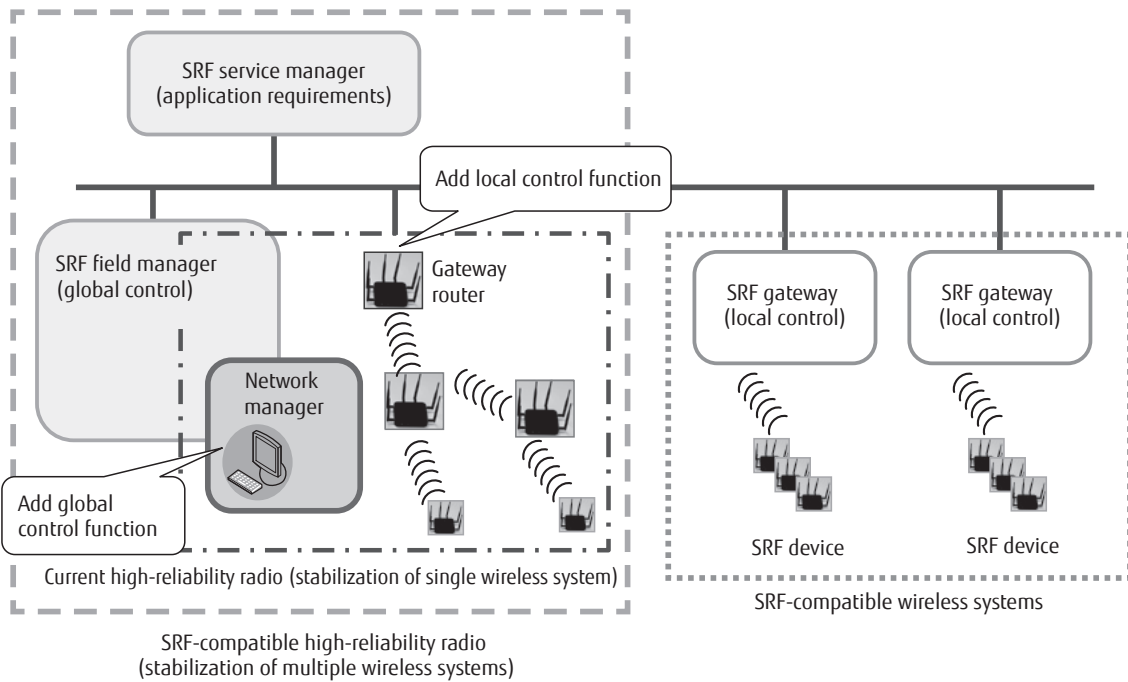 SRF service manager
(application requirements)
Add local control function
SRF field manager
(global control)
Gateway
router
SRF gateway
(local control)
SRF gateway
(local control)
Network
manager
Add global
control function
SRF device
SRF device
Current high-reliability radio (stabilization of single wireless system)
SRF-compatible wireless systems
SRF-compatible high-reliability radio
(stabilization of multiple wireless systems)